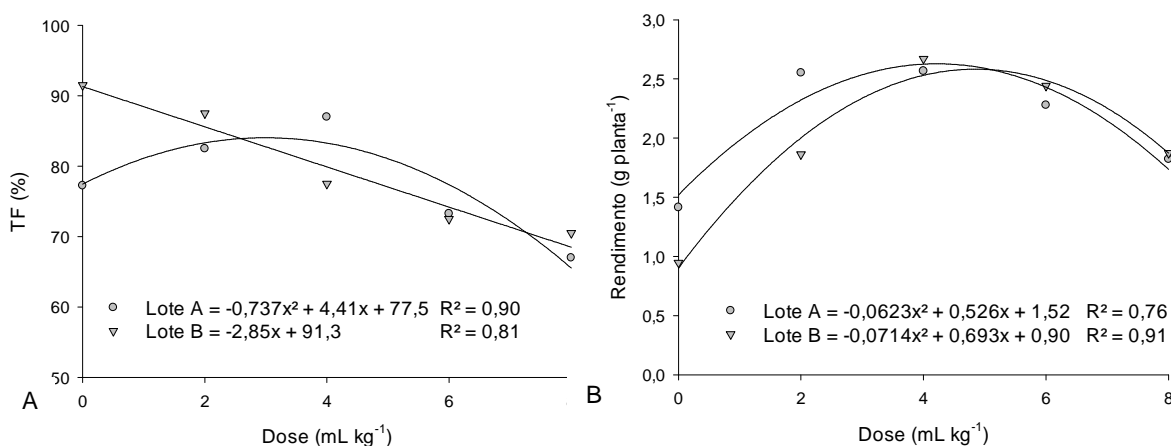 100
90
80
70
60
50
TF (%)
Lote A = -0,737x² + 4,41x + 77,5 R² = 0,90
Lote B = -2,85x + 91,3 R² = 0,81
0 2 4 6
Dose (mL kg⁻¹)
A
3,0
2,5
2,0
1,5
1,0
0,5
0,0
Rendimento (g planta⁻¹)
Lote A = -0,0623x² + 0,526x + 1,52 R² = 0,76
Lote B = -0,0714x² + 0,693x + 0,90 R² = 0,91
0 2 4 6 8
Dose (mL kg⁻¹)
B